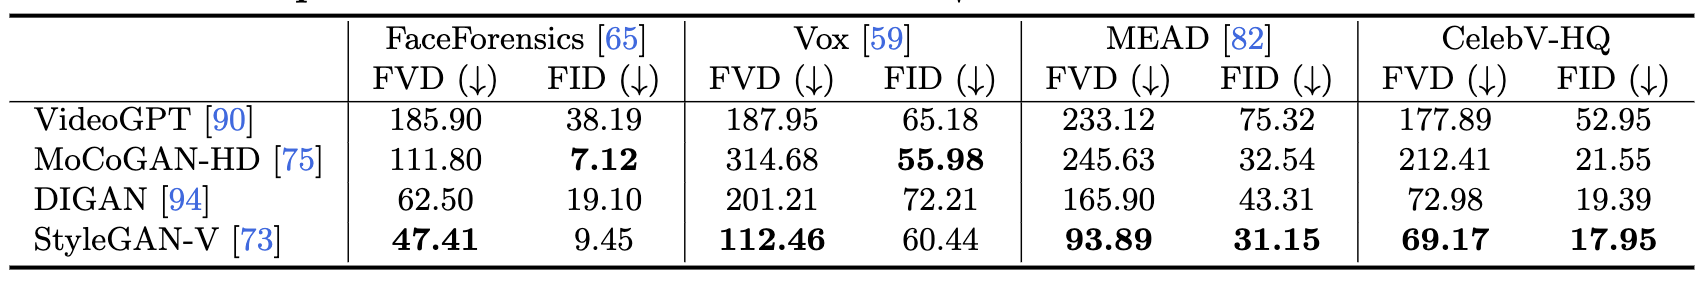 FaceForensics [65] Vox [59] MEAD [82] CelebV-HQ
FVD (↓) FID (↓) FVD (↓) FID (↓) FVD (↓) FID (↓) FVD (↓) FID (↓)
VideoGPT [90] 185.90 38.19 187.95 65.18 233.12 75.32 177.89 52.95
MoCoGAN-HD [75] 111.80 7.12 314.68 55.98 245.63 32.54 212.41 21.55
DIGAN [94] 62.50 19.10 201.21 72.21 165.90 43.31 72.98 19.39
StyleGAN-V [73] 47.41 9.45 112.46 60.44 93.89 31.15 69.17 17.95